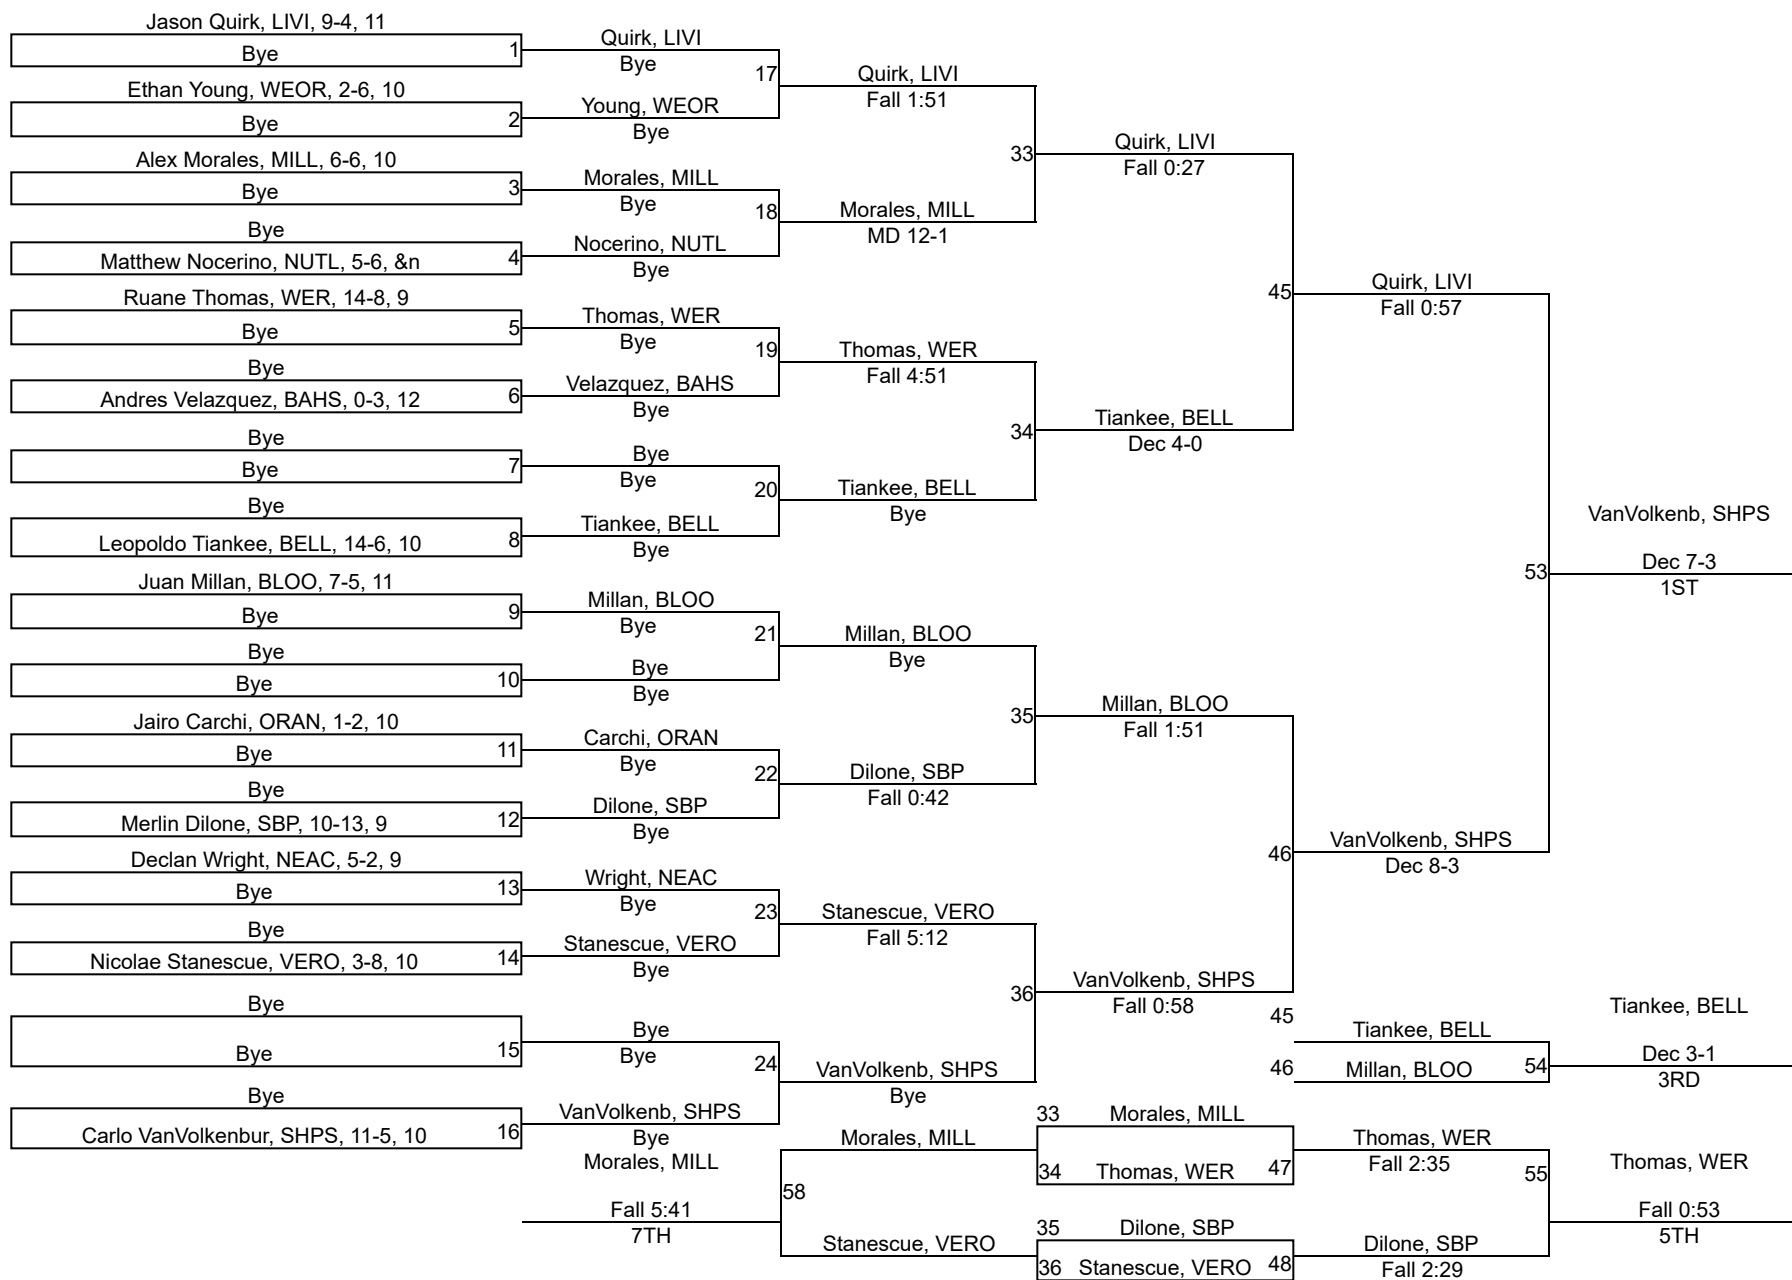 Jason Quirk, LIVI, 9-4, 11
Bye
1
Ethan Young, WEOR, 2-6, 10
Bye
2
Alex Morales, MILL, 6-6, 10
Bye
3
Bye
Matthew Nocerino, NUTL, 5-6, &n
4
Ruane Thomas, WER, 14-8, 9
Bye
5
Bye
Andres Velazquez, BAHS, 0-3, 12
6
Bye
Bye
7
Bye
Leopoldo Tiankee, BELL, 14-6, 10
8
Juan Millan, BLOO, 7-5, 11
Bye
9
Bye
Bye
10
Jairo Carchi, ORAN, 1-2, 10
Bye
11
Bye
Merlin Dilone, SBP, 10-13, 9
12
Declan Wright, NEAC, 5-2, 9
Bye
13
Bye
Nicolae Stanescue, VERO, 3-8, 10
14
Bye
Bye
15
Bye
Carlo VanVolkenbur, SHPS, 11-5, 10
16
Quirk, LIVI
Bye
17
Young, WEOR
Bye
Morales, MILL
Bye
18
Nocerino, NUTL
Bye
Thomas, WER
Bye
19
Velazquez, BAHS
Bye
Bye
Bye
20
Tiankee, BELL
Bye
Millan, BLOO
Bye
21
Bye
Bye
Carchi, ORAN
Bye
22
Dilone, SBP
Bye
Wright, NEAC
Bye
23
Stanescue, VERO
Bye
Bye
Bye
24
VanVolkenb, SHPS
Bye
Quirk, LIVI
Fall 1:51
33
Morales, MILL
MD 12-1
Thomas, WER
Fall 4:51
34
Tiankee, BELL
Bye
Millan, BLOO
Bye
35
Dilone, SBP
Fall 0:42
Stanescue, VERO
Fall 5:12
36
VanVolkenb, SHPS
Bye
Quirk, LIVI
Fall 0:27
45
Tiankee, BELL
Dec 4-0
Millan, BLOO
Fall 1:51
46
VanVolkenb, SHPS
Fall 0:58
Quirk, LIVI
Fall 0:57
53
VanVolkenb, SHPS
Dec 8-3
VanVolkenb, SHPS
Dec 7-3
1ST
45
Tiankee, BELL
46
Millan, BLOO
54
Tiankee, BELL
Dec 3-1
3RD
33
Morales, MILL
34
Thomas, WER
47
Thomas, WER
Fall 2:35
35
Dilone, SBP
36
Stanescue, VERO
48
Dilone, SBP
Fall 2:29
55
Thomas, WER
Fall 0:53
5TH
Morales, MILL
Stanescue, VERO
58
Morales, MILL
Fall 5:41
7TH